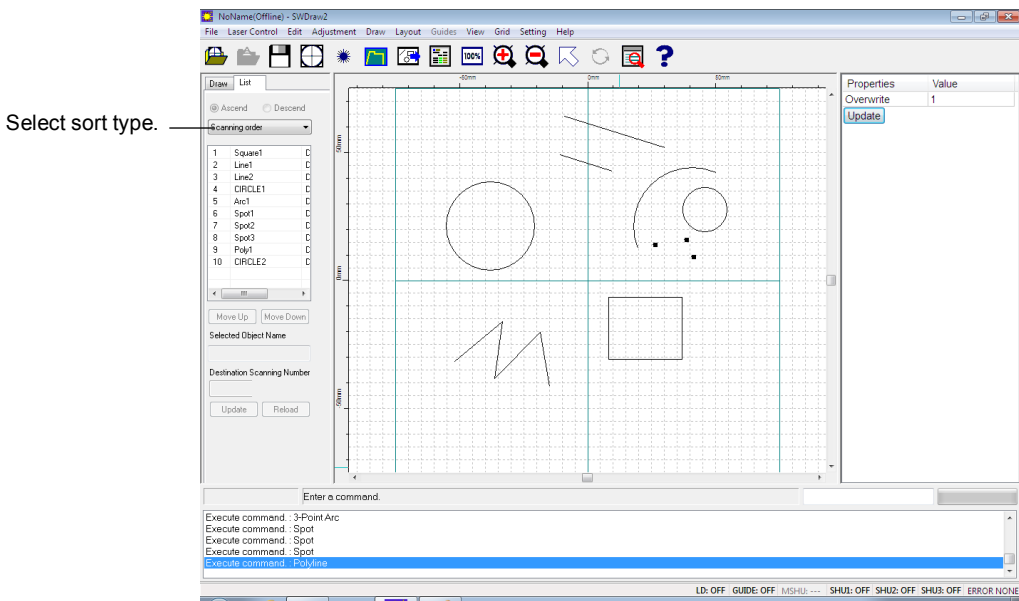 NoName(Offline) - SWDraw2
File Laser Control Edit Adjustment Draw Layout Guides View Grid Setting Help
100%
Draw List
Ascend Descend
Select sort type.
Scanning order
1 Square1 D
2 Line1 D
3 Line2 D
4 CIRCLE1 D
5 Arc1 D
6 Spot1 D
7 Spot2 D
8 Spot3 D
9 Poly1 D
10 CIRCLE2 D
Move Up Move Down
Selected Object Name
Destination Scanning Number
Update Reload
-50mm 0mm 50mm
50mm
0mm
-50mm
Properties Value
Overwrite 1
Update
Enter a command.
Execute command. : 3-Point Arc
Execute command. : Spot
Execute command. : Spot
Execute command. : Spot
Execute command. : Polyline
LD: OFF GUIDE: OFF MSHU: --- SHU1: OFF SHU2: OFF SHU3: OFF ERROR NONE